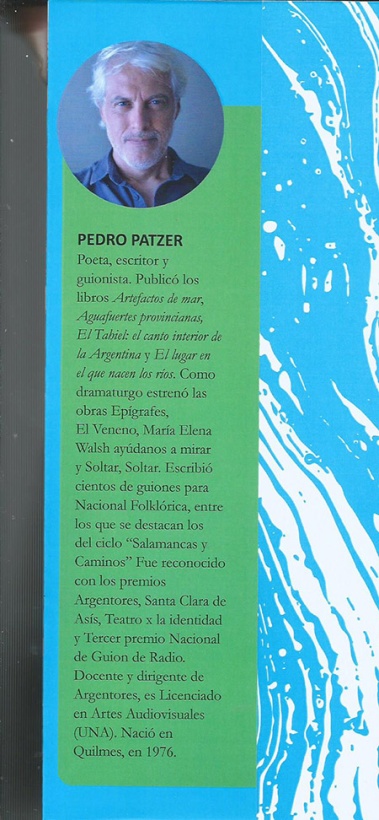 PEDRO PATZER
Poeta, escritor y
guionista. Publicó los
libros Artefactos de mar,
Aguafuertes provincianas,
El Tahiel: el canto interior de
la Argentina y El lugar en
el que nacen los ríos. Como
dramaturgo estrenó las
obras Epígrafes,
El Veneno, María Elena
Walsh ayúdanos a mirar
y Soltar, Soltar. Escribió
cientos de guiones para
Nacional Folklórica, entre
los que se destacan los
del ciclo “Salamancas y
Caminos” Fue reconocido
con los premios
Argentores, Santa Clara de
Asís, Teatro x la identidad
y Tercer premio Nacional
de Guion de Radio.
Docente y dirigente de
Argentores, es Licenciado
en Artes Audiovisuales
(UNA). Nació en
Quilmes, en 1976.